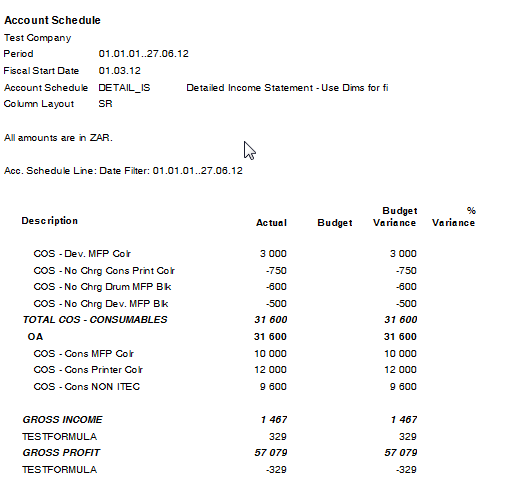 Account Schedule
Test Company
Period 01.01.01..27.06.12
Fiscal Start Date 01.03.12
Account Schedule DETAIL_IS Detailed Income Statement - Use Dims for fi
Column Layout SR
All amounts are in ZAR.
Acc. Schedule Line: Date Filter: 01.01.01..27.06.12
Description Actual Budget Budget Variance % Variance
COS - Dev. MFP Colr 3 000 3 000
COS - No Chrg Cons Print Colr -750 -750
COS - No Chrg Drum MFP Blk -600 -600
COS - No Chrg Dev. MFP Blk -500 -500
TOTAL COS - CONSUMABLES 31 600 31 600
OA 31 600 31 600
COS - Cons MFP Colr 10 000 10 000
COS - Cons Printer Colr 12 000 12 000
COS - Cons NON ITEC 9 600 9 600
GROSS INCOME 1 467 1 467
TESTFORMULA 329 329
GROSS PROFIT 57 079 57 079
TESTFORMULA -329 -329